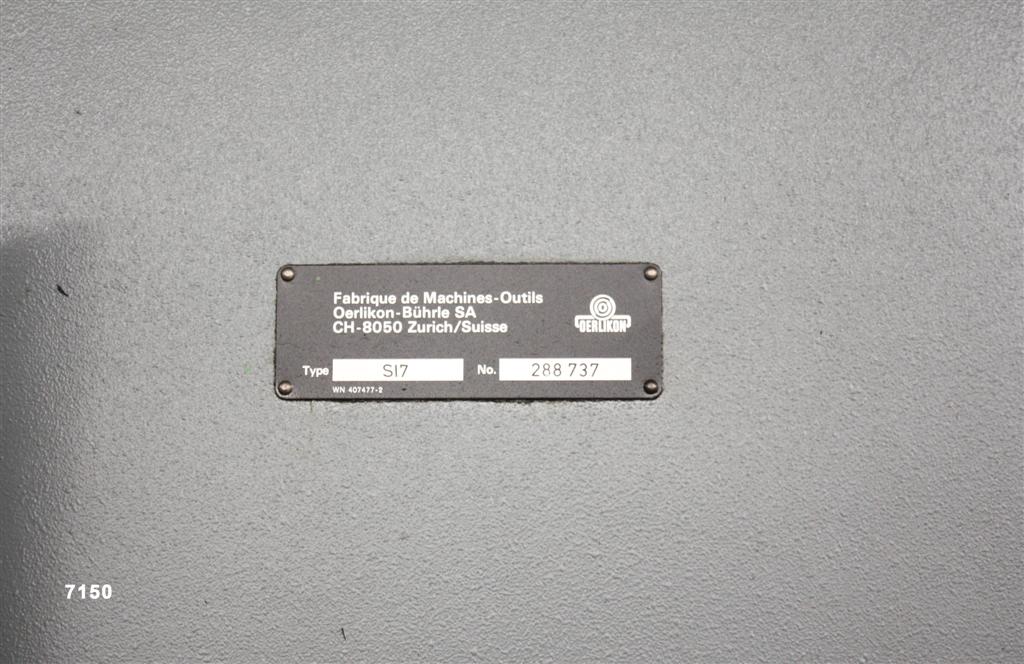 Fabrique de Machines-Outils
Oerlikon-Bührle SA
CH-8050 Zurich/Suisse
OERLIKON
Type S17 No. 288 737
WN 407477-2
7150